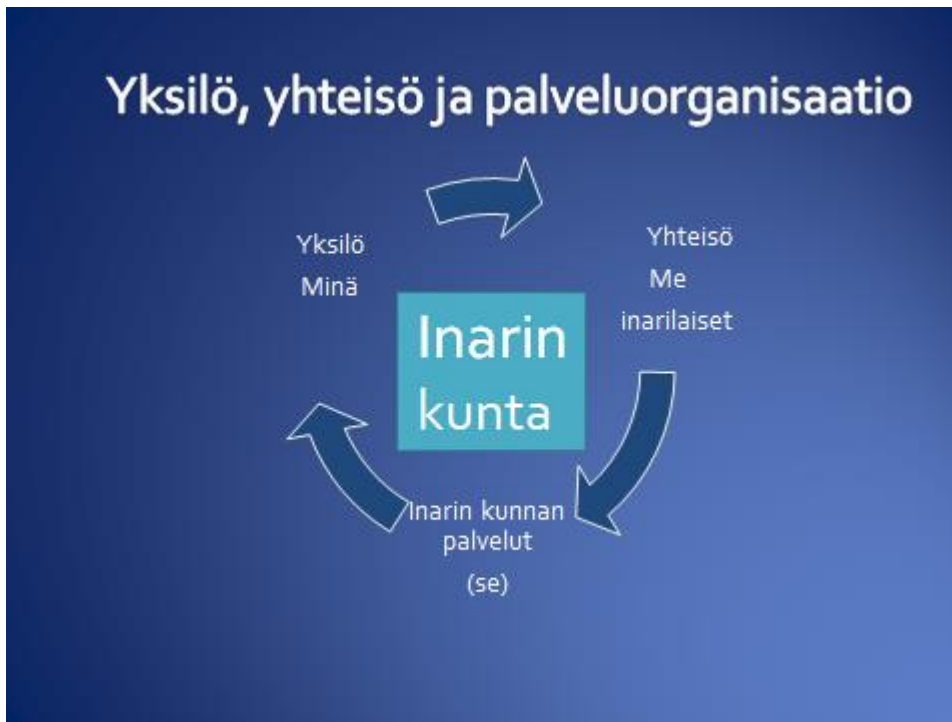 Yksilö, yhteisö ja palveluorganisaatio
Yksilö
Minä
Yhteisö
Me
inarilaiset
Inarin
kunta
Inarin kunnan
palvelut
(se)